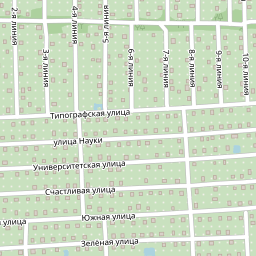 2-я линия
3-я линия
4-я линия
5-я линия
6-я линия
7-я линия
8-я линия
9-я линия
10-я линия
Типографская улица
улица Науки
Университетская улица
Счастливая улица
Южная улица
улица
Зелёная улица